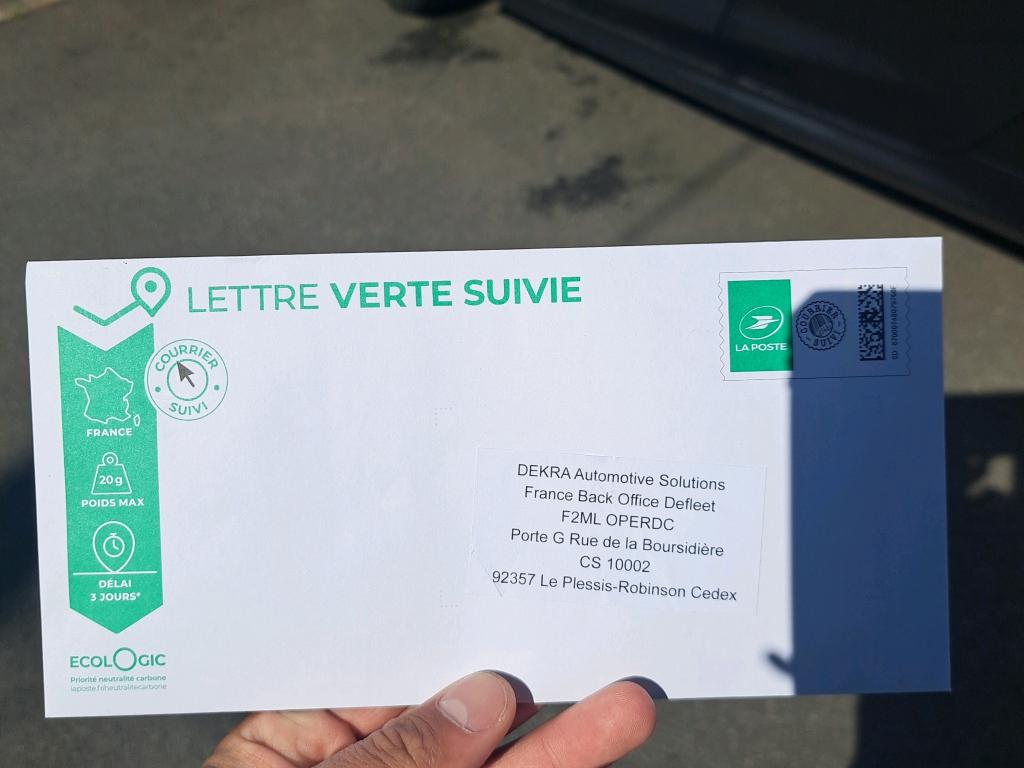 LETTRE VERTE SUIVIE
COURRIER
SUIVI
FRANCE
20 g
POIDS MAX
DÉLAI
3 JOURS*
ECOLOGIC
Priorité neutralité carbone
laposte.fr/neutralitecarbone
LA POSTE
COURRIER
SUIVI
DEKRA Automotive Solutions
France Back Office Defleet
F2ML OPERDC
Porte G Rue de la Boursidière
CS 10002
92357 Le Plessis-Robinson Cedex